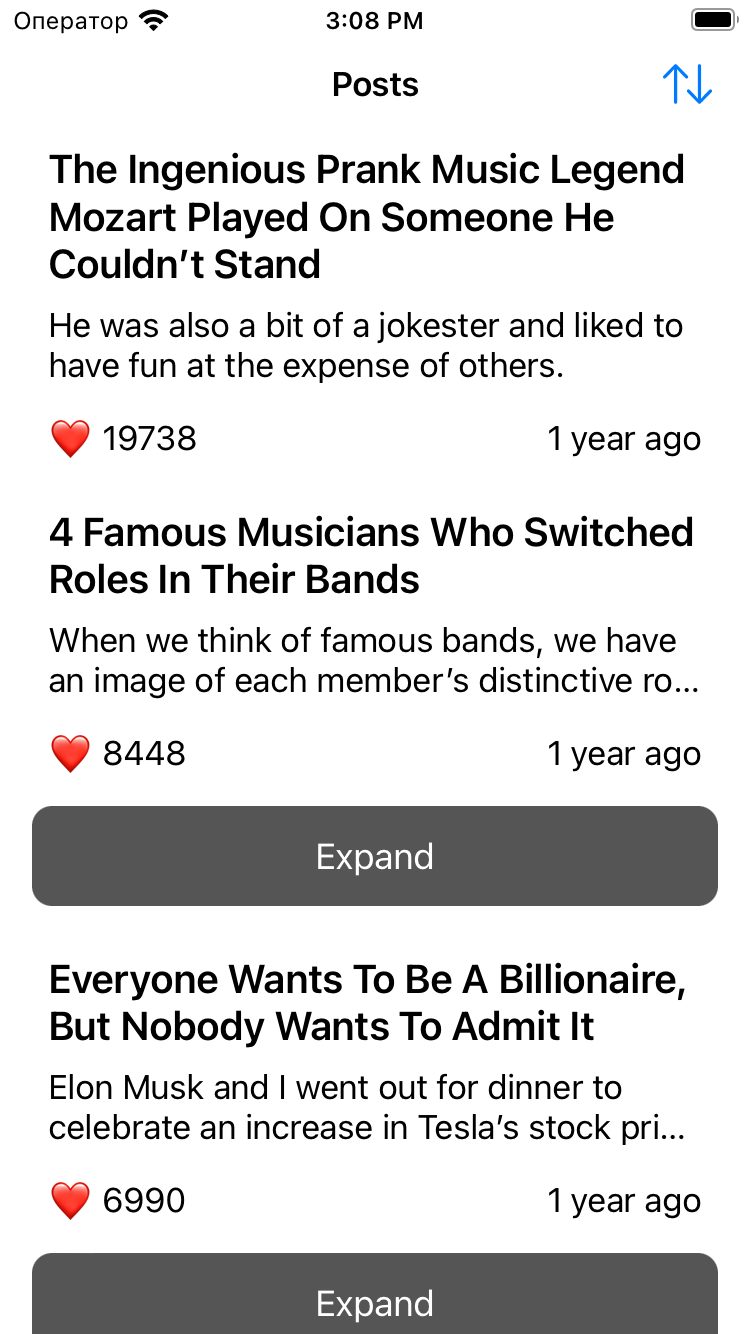 Оператор 3:08 PM
Posts
The Ingenious Prank Music Legend
Mozart Played On Someone He
Couldn’t Stand
He was also a bit of a jokester and liked to
have fun at the expense of others.
19738 1 year ago
4 Famous Musicians Who Switched
Roles In Their Bands
When we think of famous bands, we have
an image of each member’s distinctive ro...
8448 1 year ago
Expand
Everyone Wants To Be A Billionaire,
But Nobody Wants To Admit It
Elon Musk and I went out for dinner to
celebrate an increase in Tesla’s stock pri...
6990 1 year ago
Expand